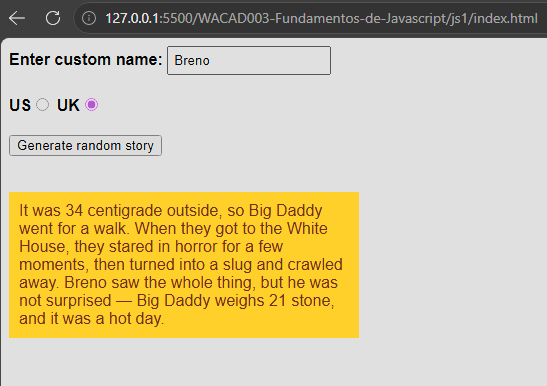 127.0.0.1:5500/WACAD003-Fundamentos-de-Javascript/js1/index.html
Enter custom name: Breno
US UK
Generate random story
It was 34 centigrade outside, so Big Daddy
went for a walk. When they got to the White
House, they stared in horror for a few
moments, then turned into a slug and crawled
away. Breno saw the whole thing, but he was
not surprised — Big Daddy weighs 21 stone,
and it was a hot day.